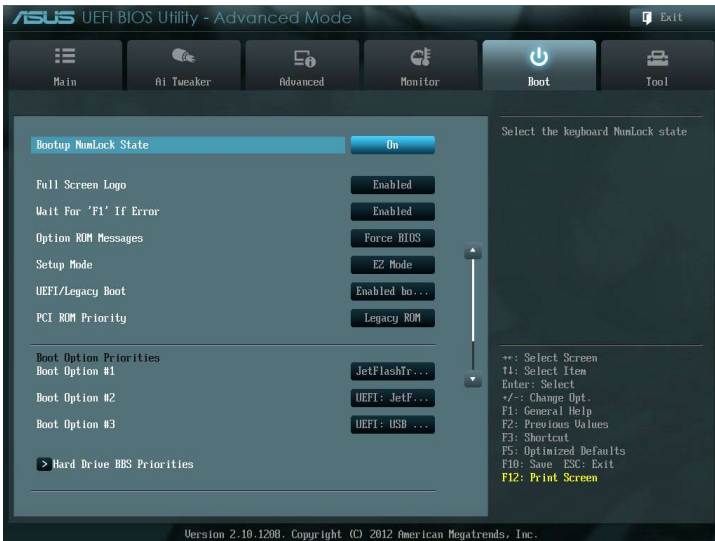 ASUS UEFI BIOS Utility - Advanced Mode
Exit
Main
Ai Tweaker
Advanced
Monitor
Boot
Tool
Bootup NumLock State On
Full Screen Logo Enabled
Wait For 'F1' If Error Enabled
Option ROM Messages Force BIOS
Setup Mode EZ Mode
UEFI/Legacy Boot Enabled bo...
PCI ROM Priority Legacy ROM
Boot Option Priorities
Boot Option #1 JetFlashTr...
Boot Option #2 UEFI: JetF...
Boot Option #3 UEFI: USB ...
> Hard Drive BBS Priorities
Select the keyboard NumLock state
→←: Select Screen
↑↓: Select Item
Enter: Select
+/-: Change Opt.
F1: General Help
F2: Previous Values
F3: Shortcut
F5: Optimized Defaults
F10: Save ESC: Exit
F12: Print Screen
Version 2.10.1208. Copyright (C) 2012 American Megatrends, Inc.